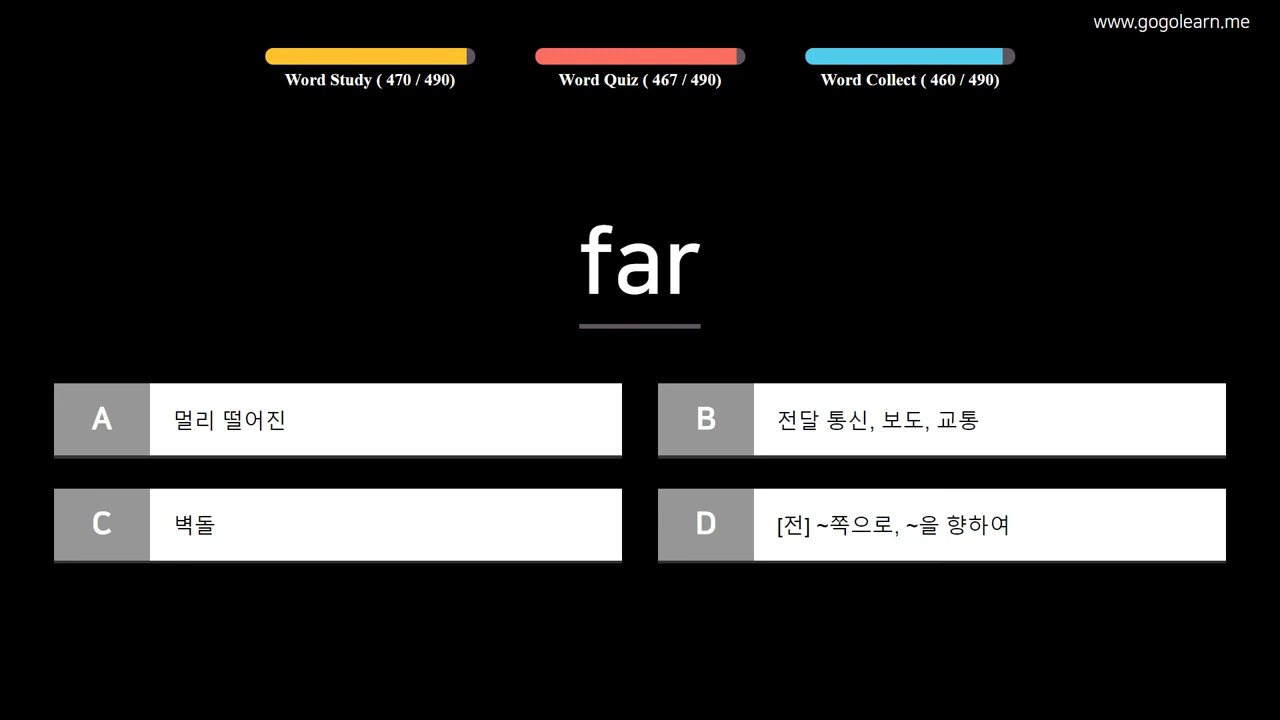 www.gogolearn.me
Word Study ( 470 / 490)
Word Quiz ( 467 / 490)
Word Collect ( 460 / 490)
far
A 멀리 떨어진
B 전달 통신, 보도, 교통
C 벽돌
D [전] ~쪽으로, ~을 향하여